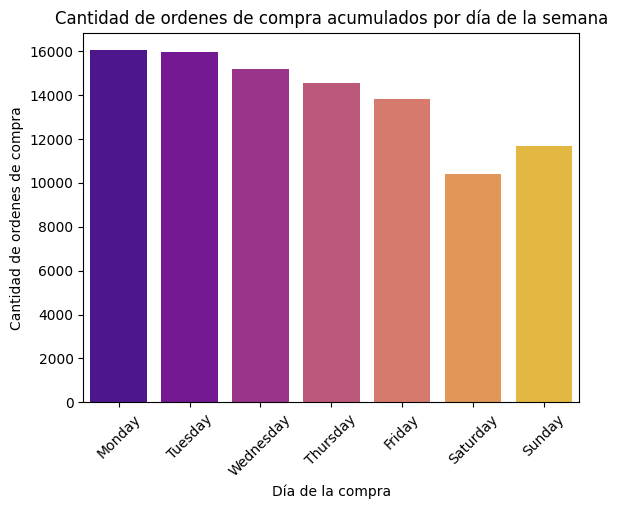 Cantidad de ordenes de compra acumulados por día de la semana
Cantidad de ordenes de compra
16000
14000
12000
10000
8000
6000
4000
2000
0
Monday
Tuesday
Wednesday
Thursday
Friday
Saturday
Sunday
Día de la compra